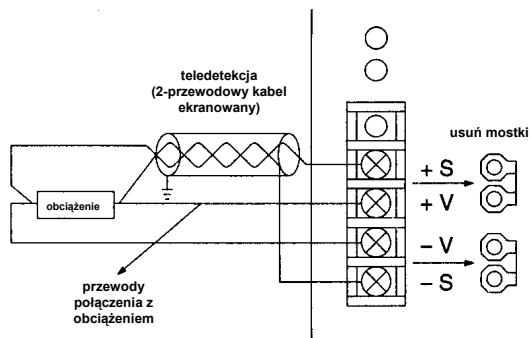 teledetekcja
(2-przewodowy kabel
ekranowany)
usuń mostki
+ S
+ V
− V
− S
obciążenie
przewody
połączenia z
obciążeniem